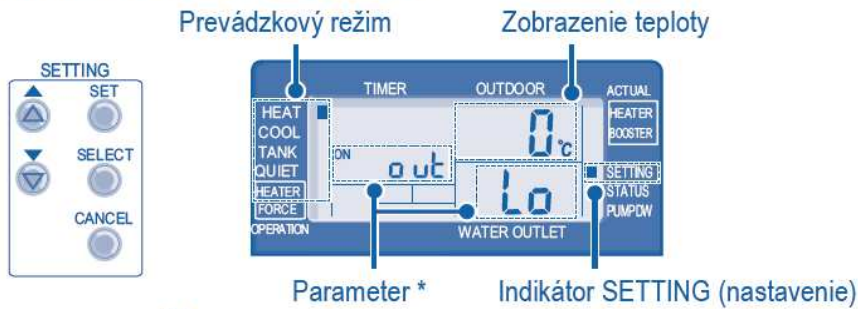 Prevádzkový režim
Zobrazenie teploty
SETTING
SET
SELECT
CANCEL
TIMER
OUTDOOR
ACTUAL
HEAT
COOL
TANK
QUIET
HEATER
FORCE
OPERATION
ON
out
0°C
Lo
WATER OUTLET
HEATER
BOOSTER
SETTING
STATUS
PUMPDW
Parameter *
Indikátor SETTING (nastavenie)